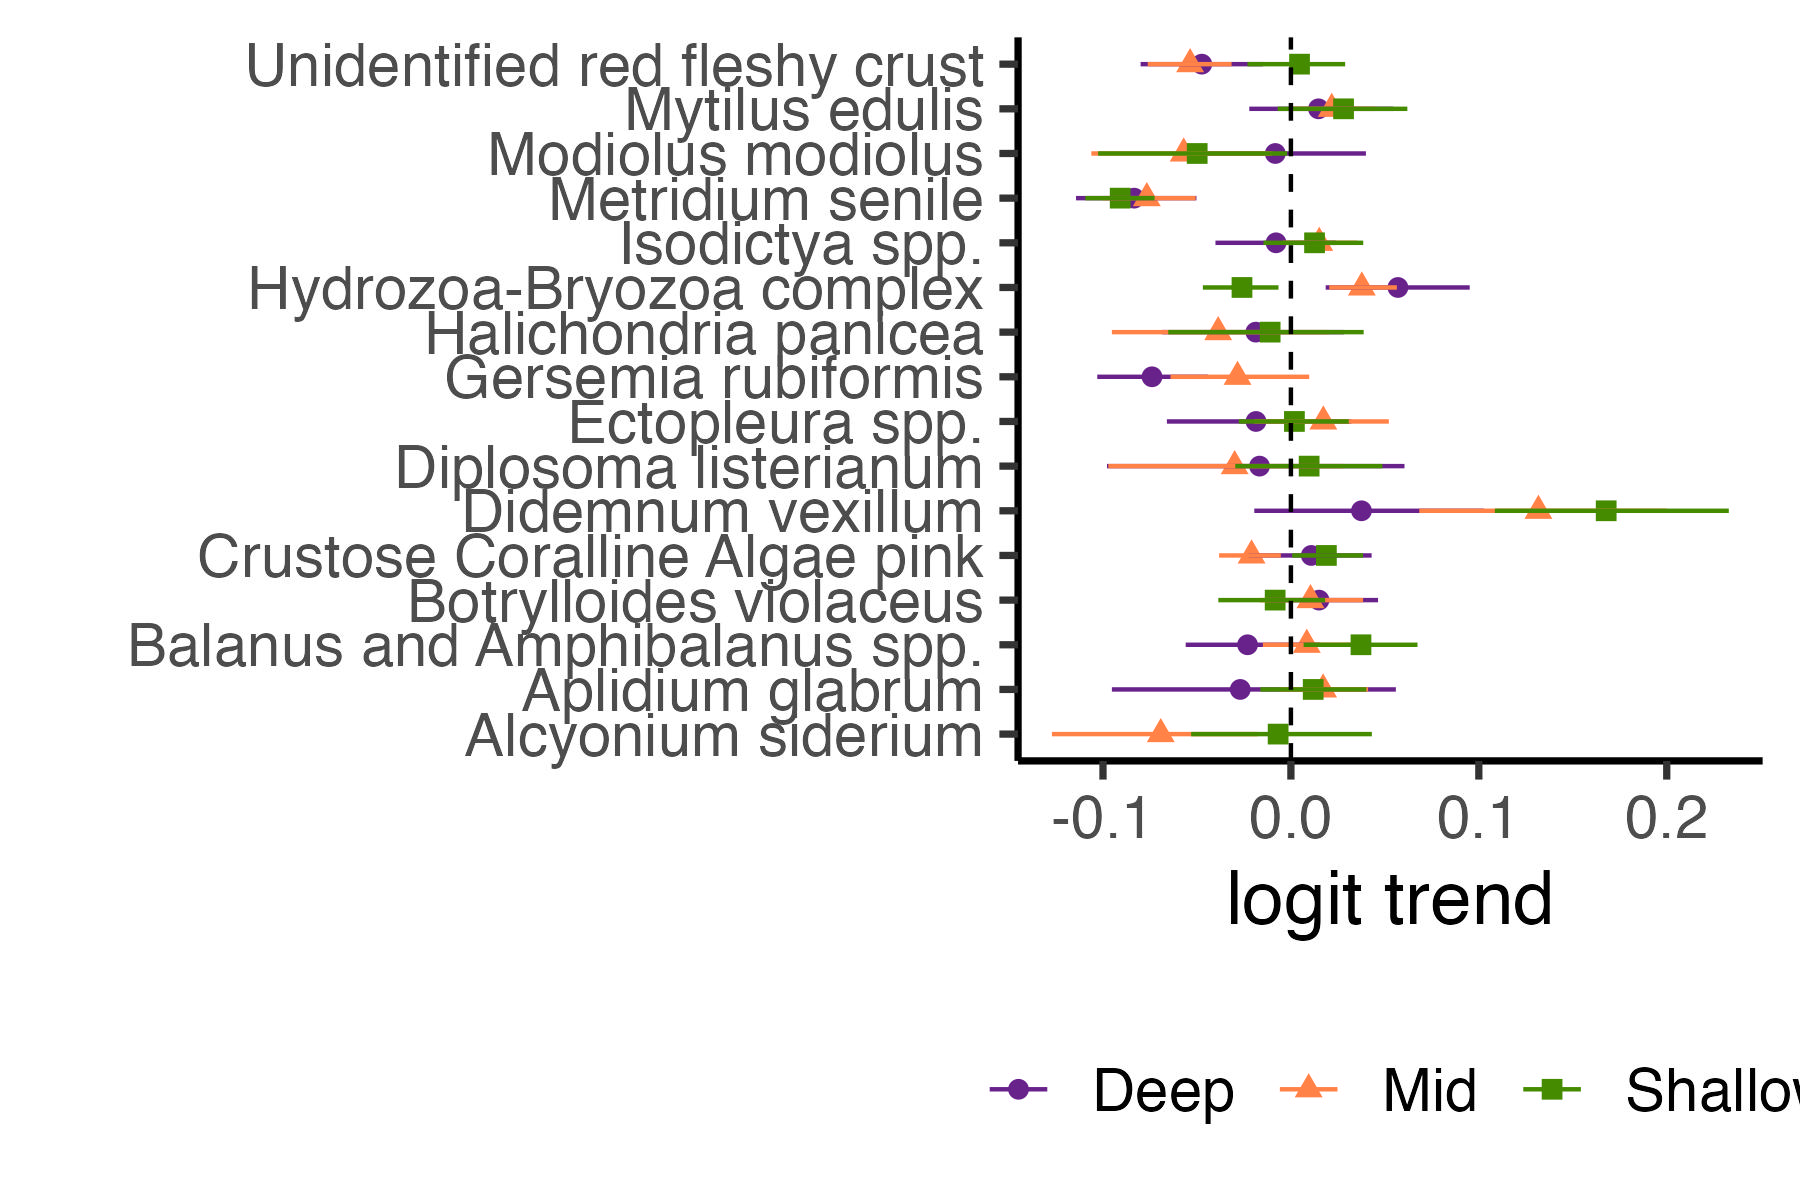 Unidentified red fleshy crust
Mytilus edulis
Modiolus modiolus
Metridium senile
Isodictya spp.
Hydrozoa-Bryozoa complex
Halichondria panicea
Gersemia rubiformis
Ectopleura spp.
Diplosoma listerianum
Didemnum vexillum
Crustose Coralline Algae pink
Botrylloides violaceus
Balanus and Amphibalanus spp.
Aplidium glabrum
Alcyonium siderium
-0.1 0.0 0.1 0.2
logit trend
Deep Mid Shallow